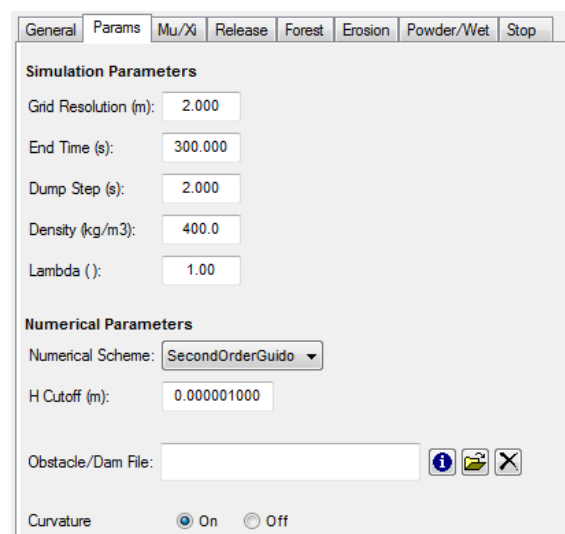 General Params Mu/Xi Release Forest Erosion Powder/Wet Stop
Simulation Parameters
Grid Resolution (m): 2.000
End Time (s): 300.000
Dump Step (s): 2.000
Density (kg/m3): 400.0
Lambda ( ): 1.00
Numerical Parameters
Numerical Scheme: SecondOrderGuido
H Cutoff (m): 0.000001000
Obstacle/Dam File:
Curvature On Off